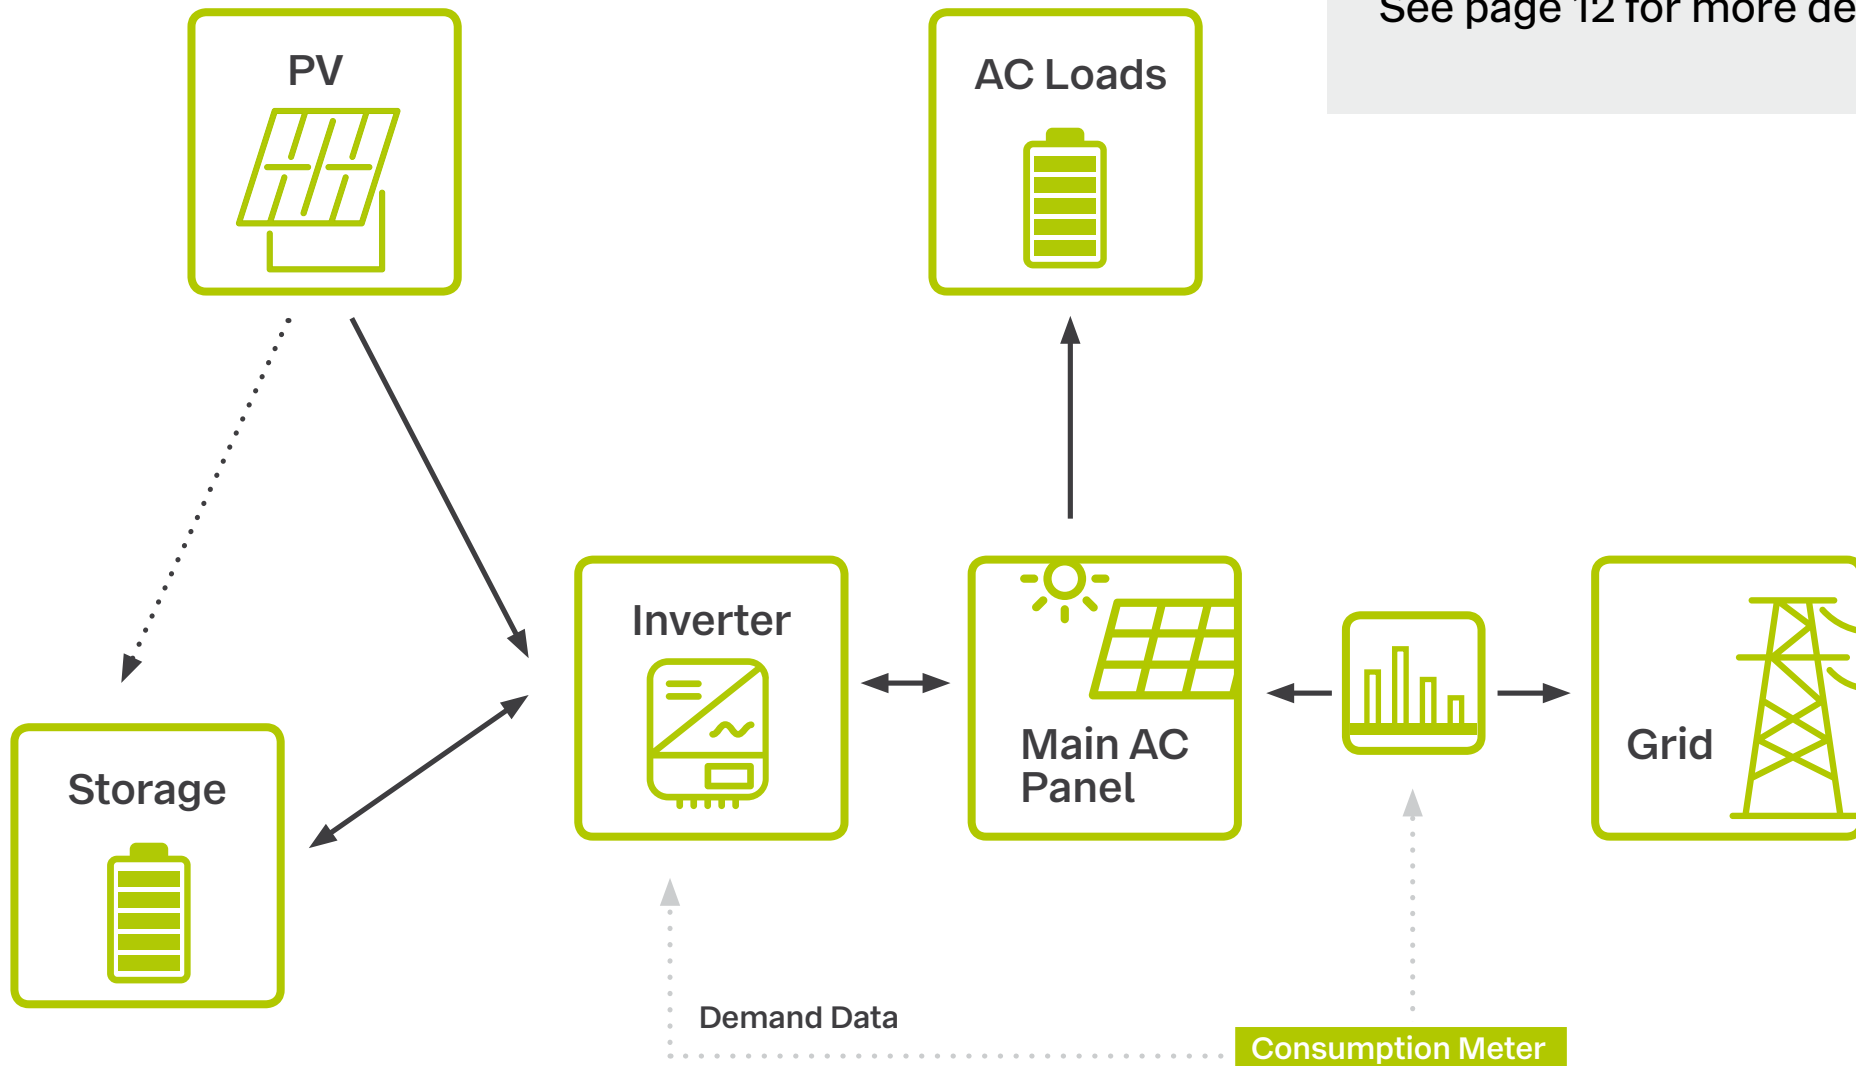 See page 12 for more de
PV
AC Loads
Inverter
Main AC
Panel
Grid
Storage
Demand Data
Consumption Meter